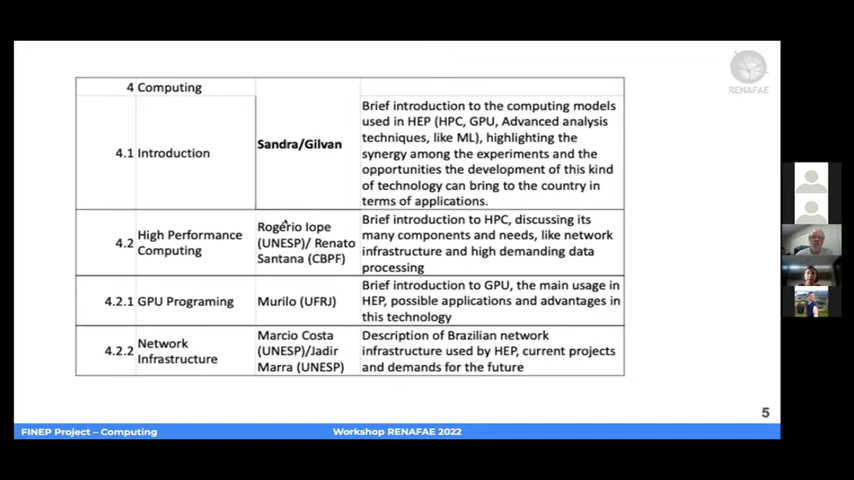 RENAFAE
4 Computing
4.1 Introduction
Sandra/Gilvan
Brief introduction to the computing models
used in HEP (HPC, GPU, Advanced analysis
techniques, like ML), highlighting the
synergy among the experiments and the
opportunities the development of this kind
of technology can bring to the country in
terms of applications.
4.2 High Performance
Computing
Rogério Iope
(UNESP)/ Renato
Santana (CBPF)
Brief introduction to HPC, discussing its
many components and needs, like network
infrastructure and high demanding data
processing
4.2.1 GPU Programing
Murilo (UFRJ)
Brief introduction to GPU, the main usage in
HEP, possible applications and advantages in
this technology
4.2.2 Network
Infrastructure
Marcio Costa
(UNESP)/Jadir
Marra (UNESP)
Description of Brazilian network
infrastructure used by HEP, current projects
and demands for the future
5
FINEP Project – Computing
Workshop RENAFAE 2022